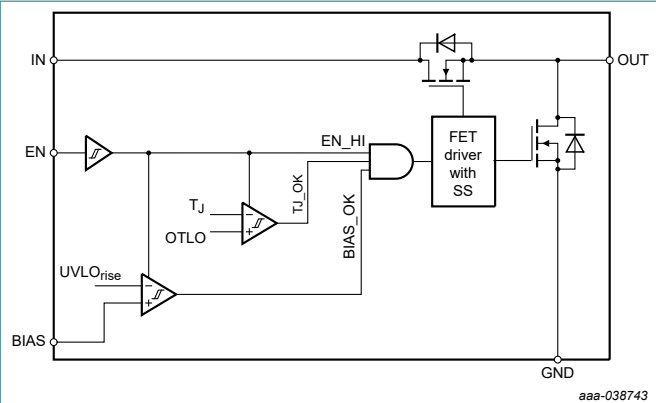 IN
OUT
EN
EN_HI
FET
driver
with
SS
TJ
TJ_OK
OTLO
BIAS_OK
UVLOrise
BIAS
GND
aaa-038743